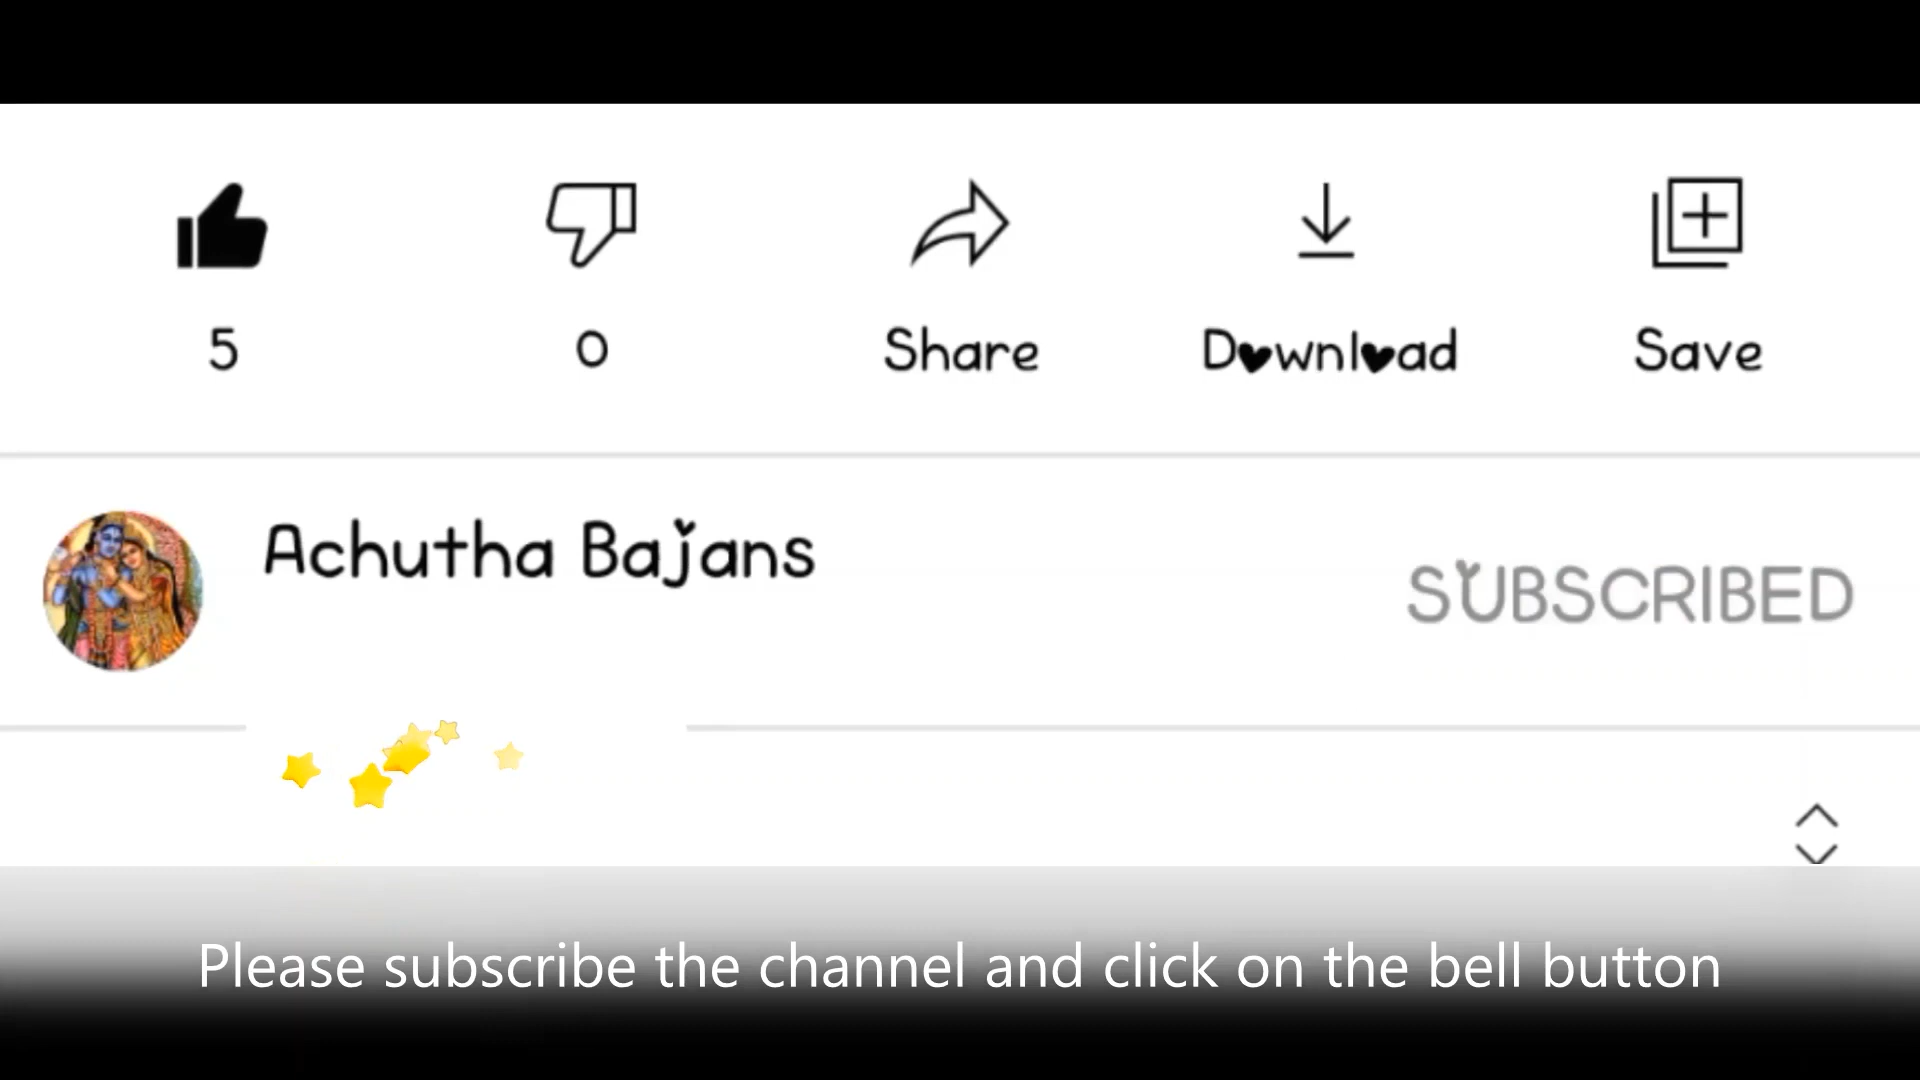 5 0 Share Download Save
Achutha Bajans
SUBSCRIBED
Please subscribe the channel and click on the bell button